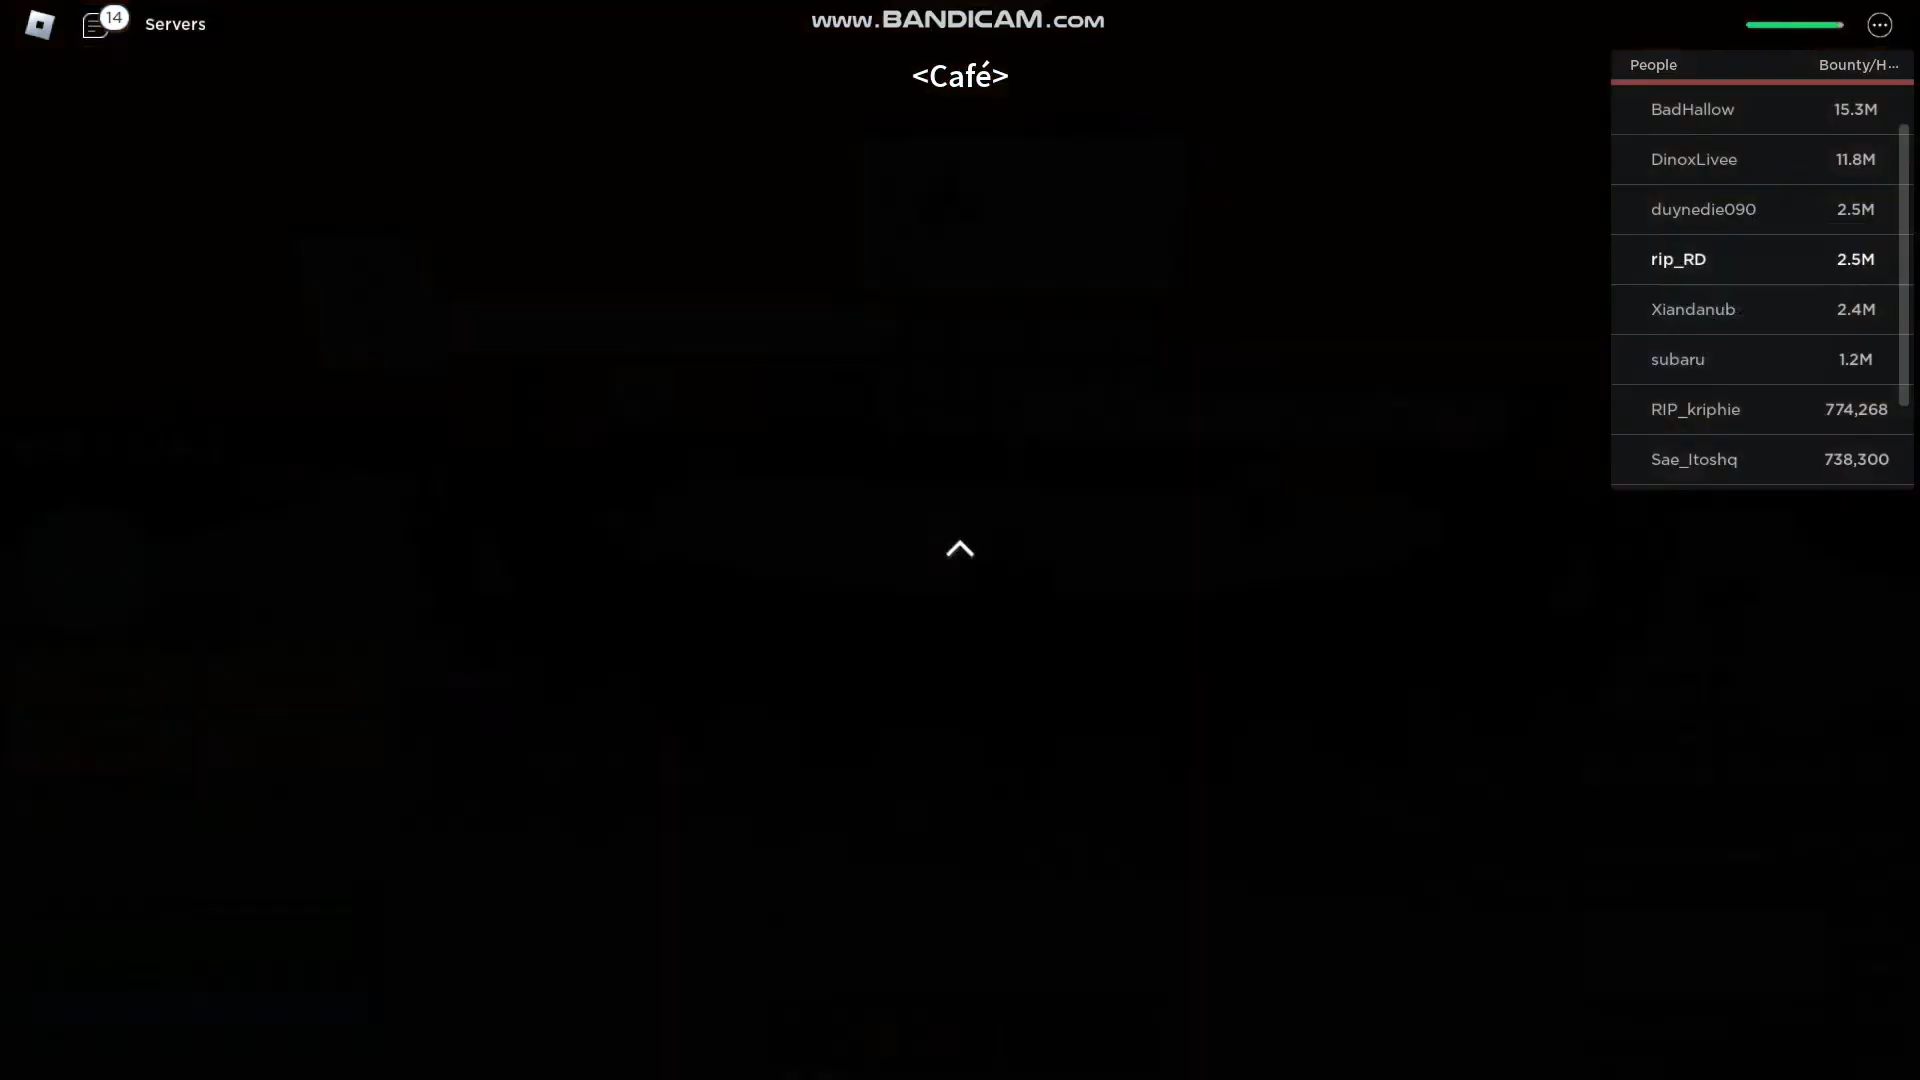 14
Servers
www.BANDICAM.COM
<Café>
People Bounty/H...
BadHallow 15.3M
DinoxLivee 11.8M
duynedie090 2.5M
rip_RD 2.5M
Xiandanub 2.4M
subaru 1.2M
RIP_kriphie 774,268
Sae_Itoshq 738,300